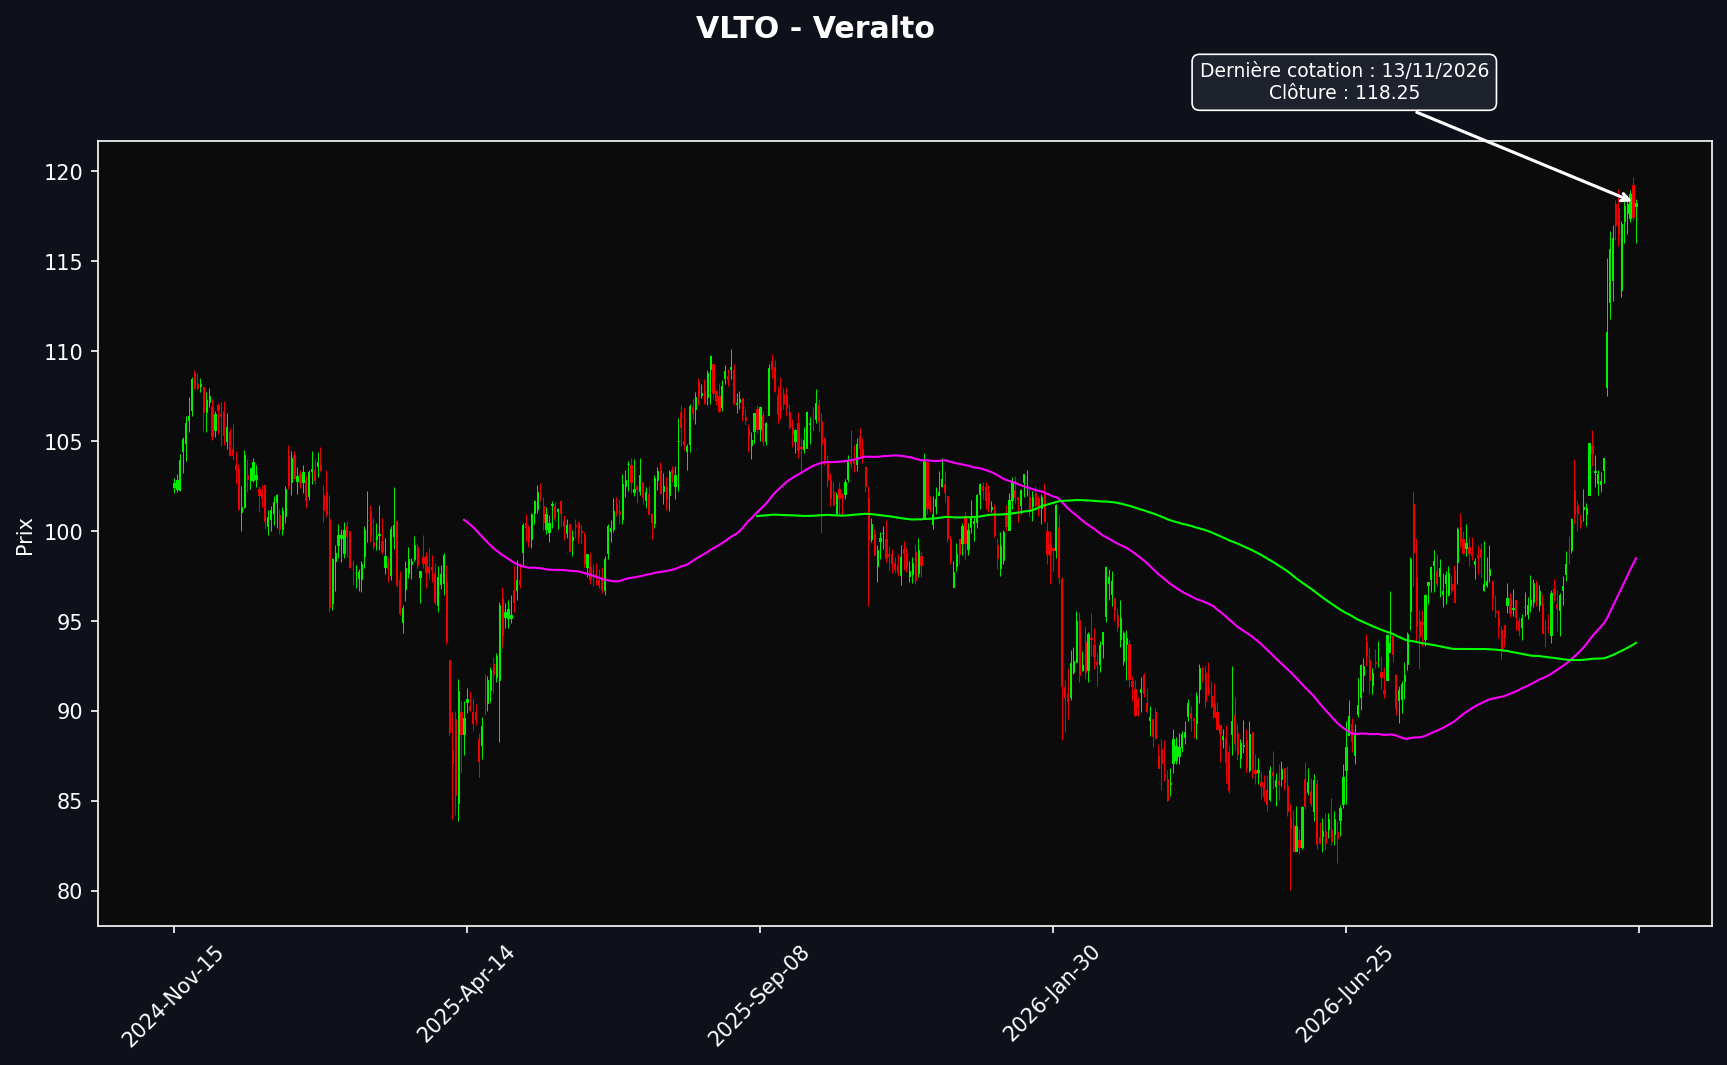 VLTO - Veralto
Dernière cotation : 13/11/2026
Clôture : 118.25
120
115
110
105
100
95
90
85
80
Prix
2024-Nov-15
2025-Apr-14
2025-Sep-08
2026-Jan-30
2026-Jun-25